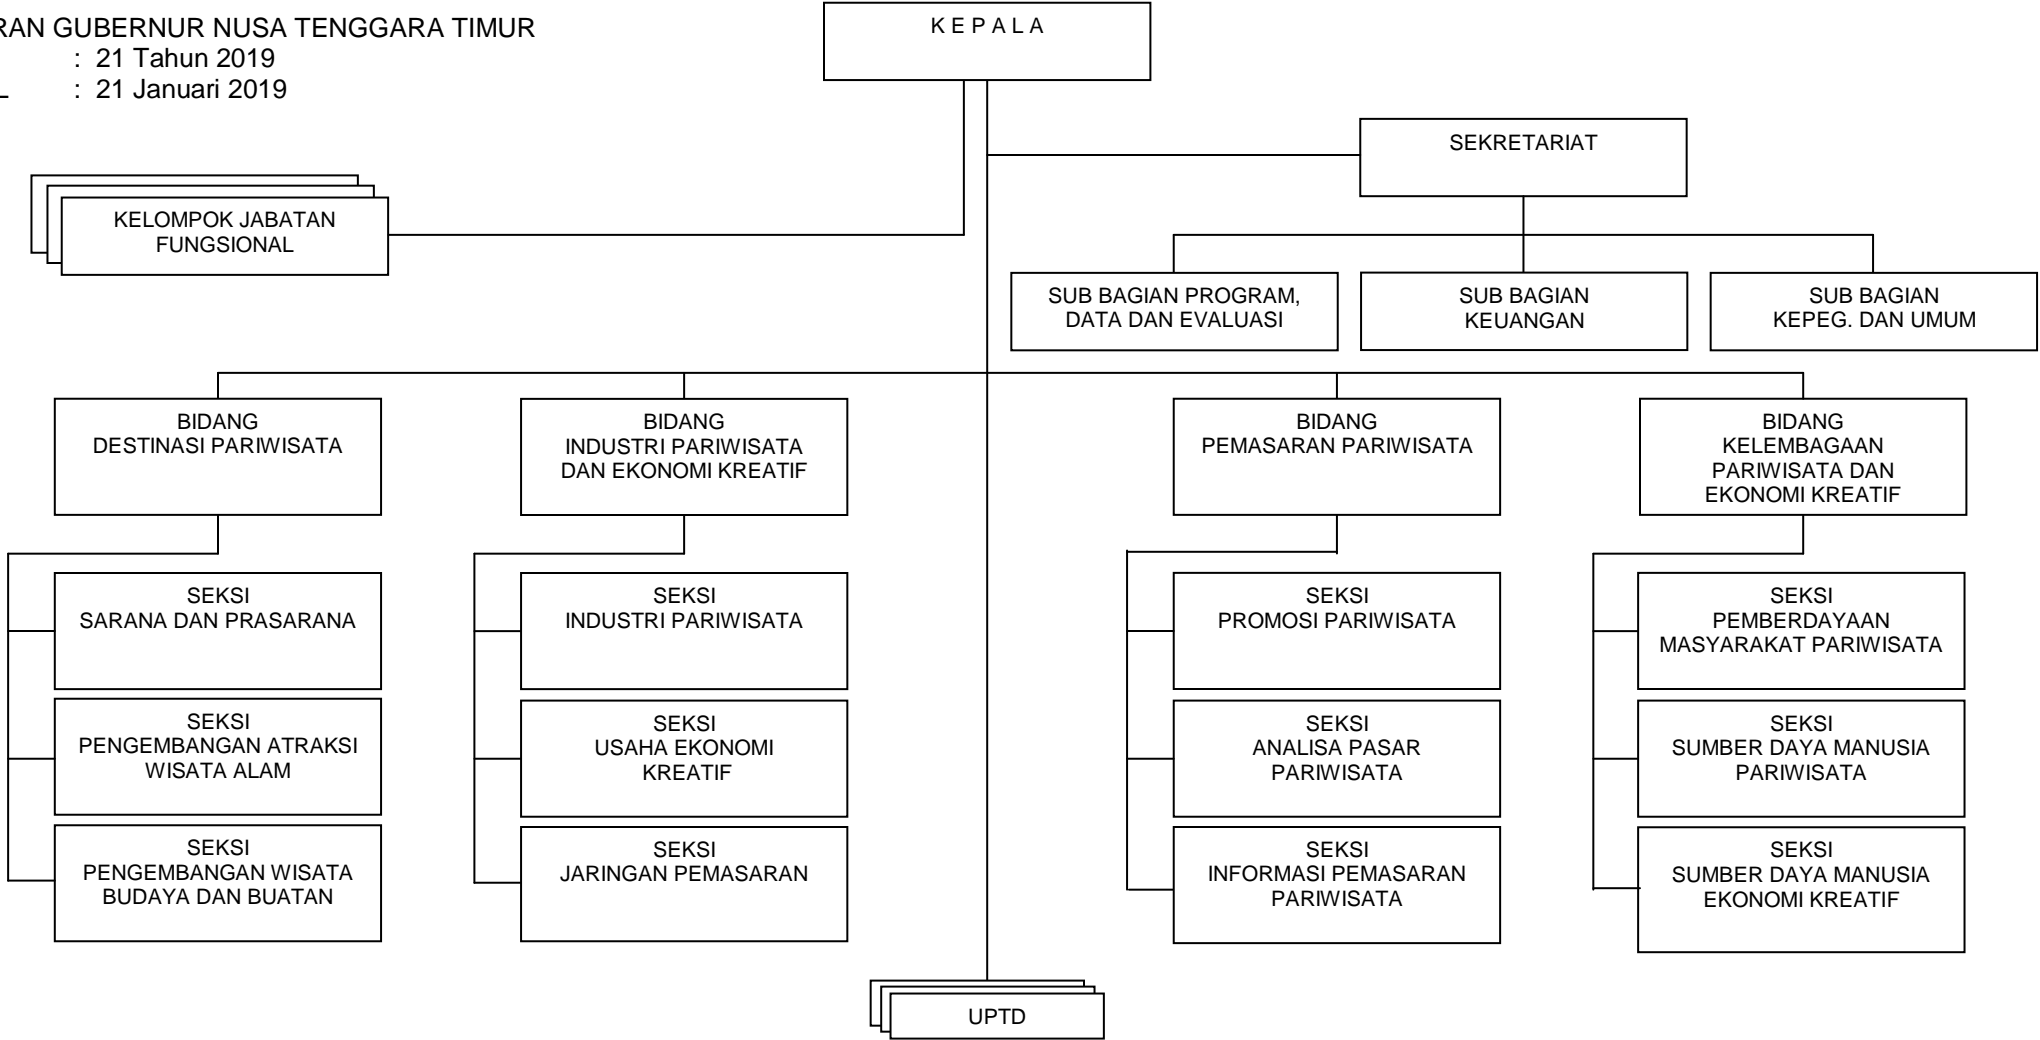 RAN GUBERNUR NUSA TENGGARA TIMUR
: 21 Tahun 2019
L : 21 Januari 2019
K E P A L A
SEKRETARIAT
KELOMPOK JABATAN
FUNGSIONAL
SUB BAGIAN PROGRAM,
DATA DAN EVALUASI
SUB BAGIAN
KEUANGAN
SUB BAGIAN
KEPEG. DAN UMUM
BIDANG
DESTINASI PARIWISATA
BIDANG
INDUSTRI PARIWISATA
DAN EKONOMI KREATIF
BIDANG
PEMASARAN PARIWISATA
BIDANG
KELEMBAGAAN
PARIWISATA DAN
EKONOMI KREATIF
SEKSI
SARANA DAN PRASARANA
SEKSI
INDUSTRI PARIWISATA
SEKSI
PROMOSI PARIWISATA
SEKSI
PEMBERDAYAAN
MASYARAKAT PARIWISATA
SEKSI
PENGEMBANGAN ATRAKSI
WISATA ALAM
SEKSI
USAHA EKONOMI
KREATIF
SEKSI
ANALISA PASAR
PARIWISATA
SEKSI
SUMBER DAYA MANUSIA
PARIWISATA
SEKSI
PENGEMBANGAN WISATA
BUDAYA DAN BUATAN
SEKSI
JARINGAN PEMASARAN
SEKSI
INFORMASI PEMASARAN
PARIWISATA
SEKSI
SUMBER DAYA MANUSIA
EKONOMI KREATIF
UPTD